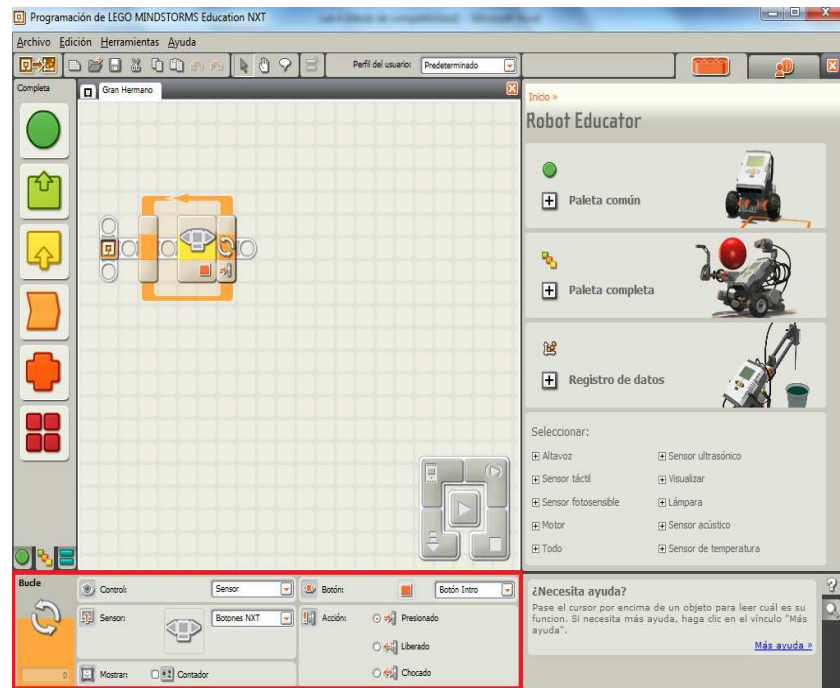 Programación de LEGO MINDSTORMS Education NXT
Archivo Edición Herramientas Ayuda
Perfil del usuario: Predeterminado
Completa
Gran Hermano
Inicio »
Robot Educator
Paleta común
Paleta completa
Registro de datos
Seleccionar:
Altavoz
Sensor ultrasónico
Sensor táctil
Visualizar
Sensor fotosensible
Lámpara
Motor
Sensor acústico
Todo
Sensor de temperatura
Bucle
0
Control:
Sensor
Sensor:
Botones NXT
Mostrar:
Contador
Botón:
Botón Intro
Acción:
Presionado
Liberado
Chocado
¿Necesita ayuda?
Pase el cursor por encima de un objeto para leer cuál es su
funcion. Si necesita más ayuda, haga clic en el vínculo "Más
ayuda".
Más ayuda »
?